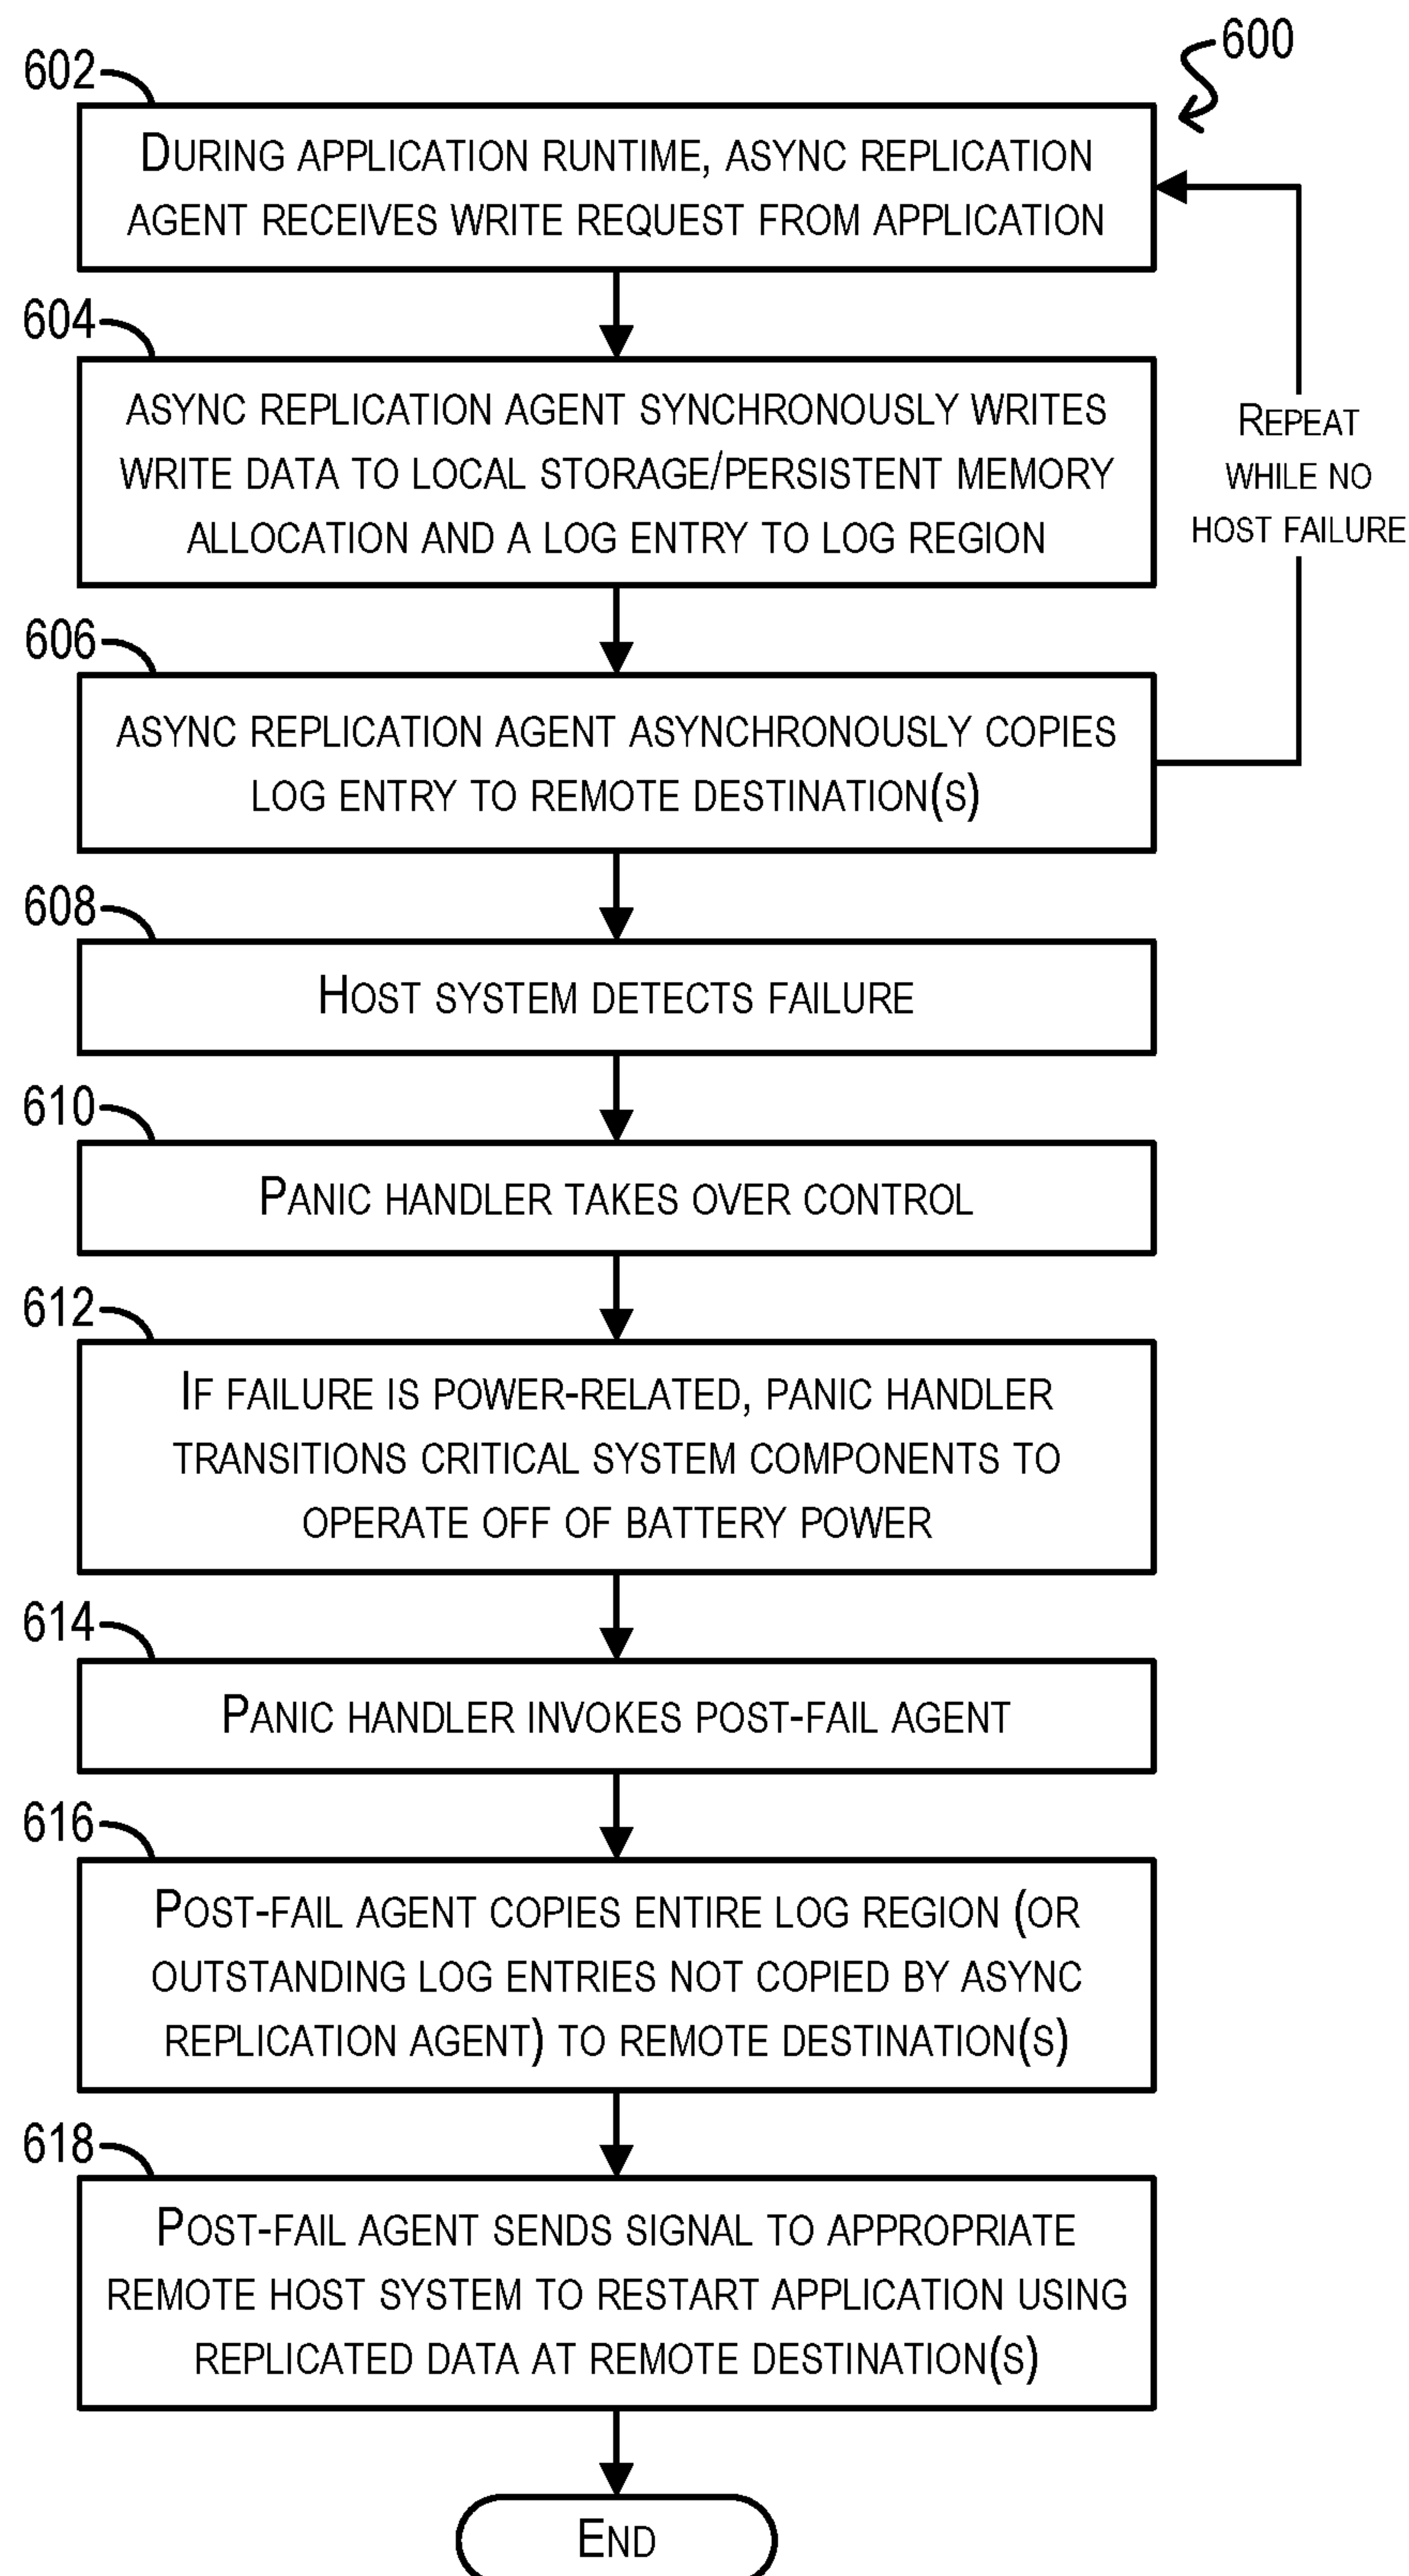 600
602
DURING APPLICATION RUNTIME, ASYNC REPLICATION
AGENT RECEIVES WRITE REQUEST FROM APPLICATION
604
ASYNC REPLICATION AGENT SYNCHRONOUSLY WRITES
WRITE DATA TO LOCAL STORAGE/PERSISTENT MEMORY
ALLOCATION AND A LOG ENTRY TO LOG REGION
REPEAT
WHILE NO
HOST FAILURE
606
ASYNC REPLICATION AGENT ASYNCHRONOUSLY COPIES
LOG ENTRY TO REMOTE DESTINATION(S)
608
HOST SYSTEM DETECTS FAILURE
610
PANIC HANDLER TAKES OVER CONTROL
612
IF FAILURE IS POWER-RELATED, PANIC HANDLER
TRANSITIONS CRITICAL SYSTEM COMPONENTS TO
OPERATE OFF OF BATTERY POWER
614
PANIC HANDLER INVOKES POST-FAIL AGENT
616
POST-FAIL AGENT COPIES ENTIRE LOG REGION (OR
OUTSTANDING LOG ENTRIES NOT COPIED BY ASYNC
REPLICATION AGENT) TO REMOTE DESTINATION(S)
618
POST-FAIL AGENT SENDS SIGNAL TO APPROPRIATE
REMOTE HOST SYSTEM TO RESTART APPLICATION USING
REPLICATED DATA AT REMOTE DESTINATION(S)
END